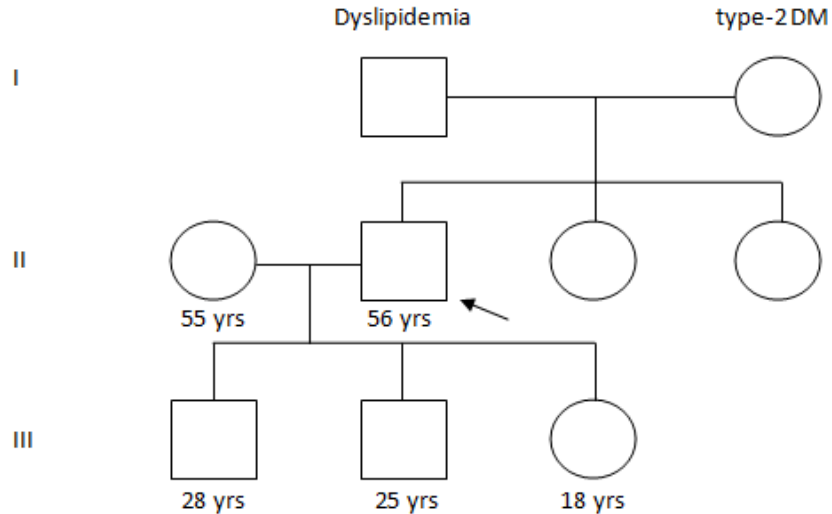 Dyslipidemia type-2 DM
I
II
55 yrs 56 yrs
III
28 yrs 25 yrs 18 yrs